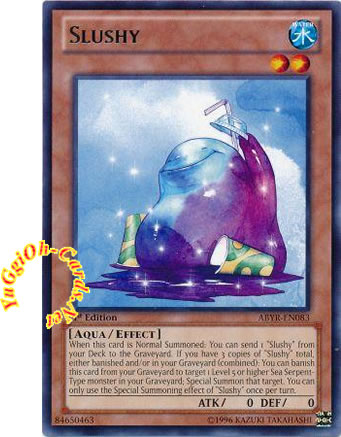 Slushy
WATER
水
YuGgiOh-Cards.Net
1st Edition
ABYR-EN083
[Aqua / Effect]
When this card is Normal Summoned: You can send 1 "Slushy" from
your Deck to the Graveyard. If you have 3 copies of "Slushy" total,
either banished and/or in your Graveyard (combined): You can banish
this card from your Graveyard to target 1 Level 5 or higher Sea Serpent-
Type monster in your Graveyard; Special Summon that target. You can
only use the Special Summoning effect of "Slushy" once per turn.
ATK/ 0 DEF/ 0
84650463
©1996 KAZUKI TAKAHASHI